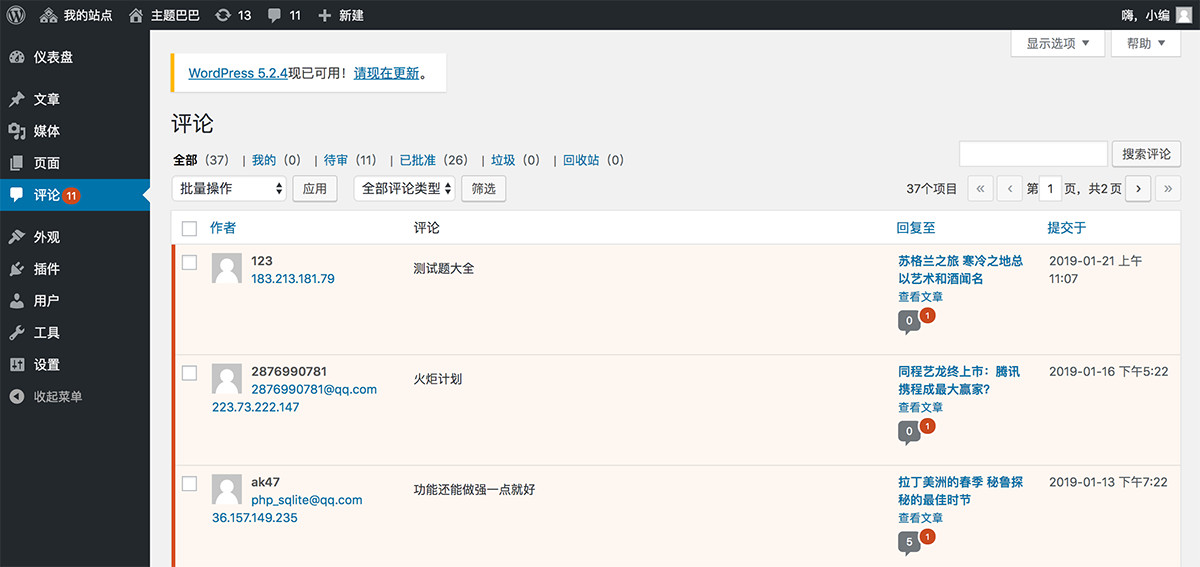 我的站点 主题巴巴 13 11 新建 嗨，小编
显示选项 帮助
仪表盘
文章
媒体
页面
评论 11
外观
插件
用户
工具
设置
收起菜单
WordPress 5.2.4现已可用！请现在更新。
评论
全部（37） | 我的（0） | 待审（11） | 已批准（26） | 垃圾（0） | 回收站（0）
搜索评论
批量操作 应用 全部评论类型 筛选 37个项目 « ‹ 第 1 页，共2页 › »
作者 评论 回复至 提交于
123
183.213.181.79
测试题大全
苏格兰之旅 寒冷之地总
以艺术和酒闻名
查看文章
0 1
2019-01-21 上午
11:07
2876990781
2876990781@qq.com
223.73.222.147
火炬计划
同程艺龙终上市：腾讯
携程成最大赢家?
查看文章
0 1
2019-01-16 下午5:22
ak47
php_sqlite@qq.com
36.157.149.235
功能还能做强一点就好
拉丁美洲的春季 秘鲁探
秘的最佳时节
查看文章
5 1
2019-01-13 下午7:22